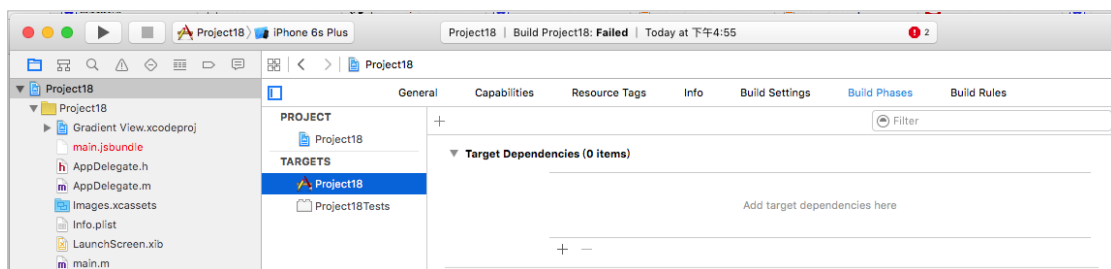 Project18 iPhone 6s Plus Project18 | Build Project18: Failed | Today at 下午4:55 2
Project18
Project18 General Capabilities Resource Tags Info Build Settings Build Phases Build Rules
Project18 PROJECT Filter
Gradient View.xcodeproj Project18
main.jsbundle Target Dependencies (0 items)
AppDelegate.h TARGETS
AppDelegate.m Project18
Images.xcassets Project18Tests Add target dependencies here
Info.plist
LaunchScreen.xib
main.m